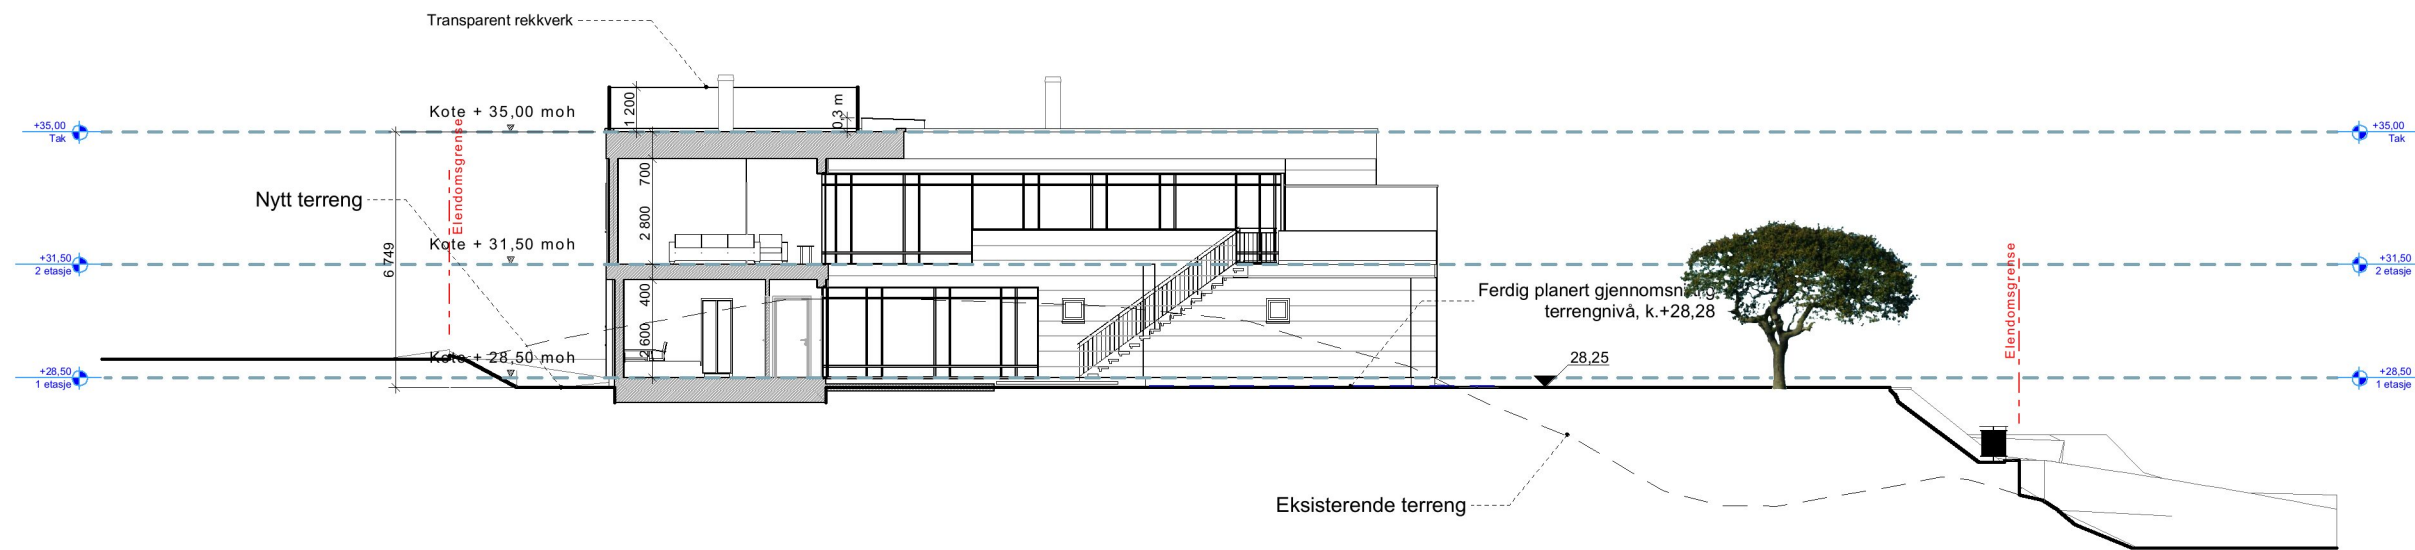 Transparent rekkverk
1 200
0,3 m
Kote + 35,00 moh
+35,00
Tak
+35,00
Tak
Eiendomsgrense
700
Nytt terreng
2 800
6 749
Kote + 31,50 moh
+31,50
2 etasje
+31,50
2 etasje
Eiendomsgrense
400
Ferdig planert gjennomsn
g
terrengnivå, k.+28,28
2 600
Kote + 28,50 moh
28,25
+28,50
1 etasje
+28,50
1 etasje
Eksisterende terreng